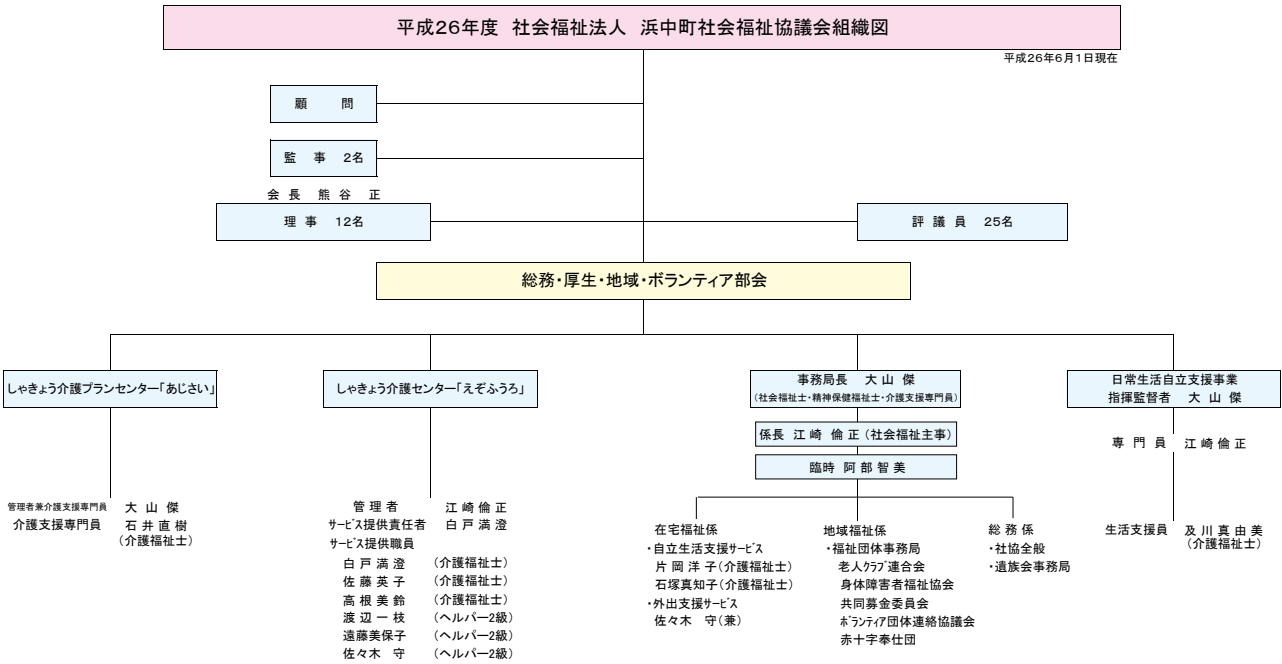 平成26年度 社会福祉法人 浜中町社会福祉協議会組織図
平成26年6月1日現在
顧 問
監 事 2名
会 長 熊 谷 正
理 事 12名
評 議 員 25名
総務・厚生・地域・ボランティア部会
しゃきょう介護プランセンター「あじさい」
管理者兼介護支援専門員 大 山 傑
介護支援専門員 石 井 直 樹
(介護福祉士)
しゃきょう介護センター「えぞふうろ」
管 理 者 江 崎 倫 正
サービス提供責任者 白 戸 満 澄
サービス提供職員
白 戸 満 澄 (介護福祉士)
佐 藤 英 子 (介護福祉士)
高 根 美 鈴 (介護福祉士)
渡 辺 一 枝 (ヘルパー2級)
遠藤美保子 (ヘルパー2級)
佐々木 守 (ヘルパー2級)
事務局長 大 山 傑
(社会福祉士・精神保健福祉士・介護支援専門員)
係長 江 崎 倫 正 (社会福祉主事)
臨時 阿 部 智 美
在宅福祉係
・自立生活支援サービス
片 岡 洋 子(介護福祉士)
石塚真知子(介護福祉士)
・外出支援サービス
佐々木 守(兼)
地域福祉係
・福祉団体事務局
老人クラブ連合会
身体障害者福祉協会
共同募金委員会
ボランティア団体連絡協議会
赤十字奉仕団
総 務 係
・社協全般
・遺族会事務局
日常生活自立支援事業
指揮監督者 大 山 傑
専 門 員 江 崎 倫 正
生活支援員 及 川 真 由 美
(介護福祉士)